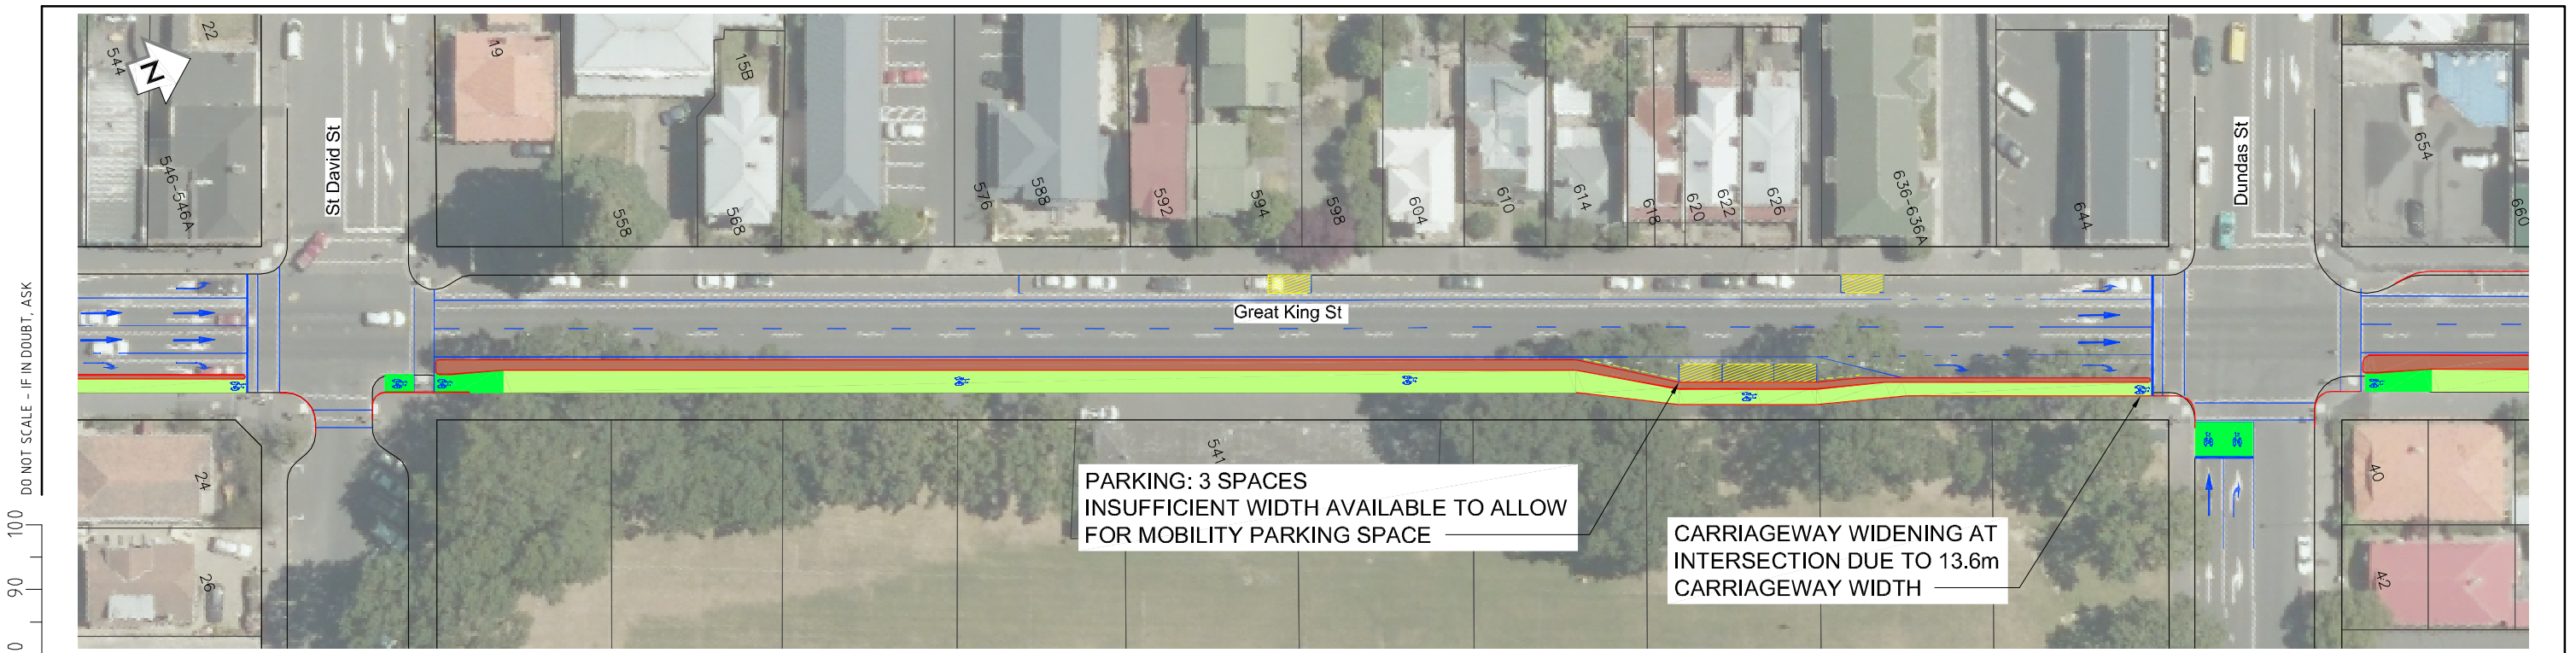 DO NOT SCALE - IF IN DOUBT, ASK
100
90
0
N
544
22
546-546A
St David St
19
558
15B
568
576
588
592
594
598
604
610
614
618
620
622
626
636-636A
644
Dundas St
654
660
Great King St
24
26
541
PARKING: 3 SPACES
INSUFFICIENT WIDTH AVAILABLE TO ALLOW
FOR MOBILITY PARKING SPACE
CARRIAGEWAY WIDENING AT
INTERSECTION DUE TO 13.6m
CARRIAGEWAY WIDTH
40
42